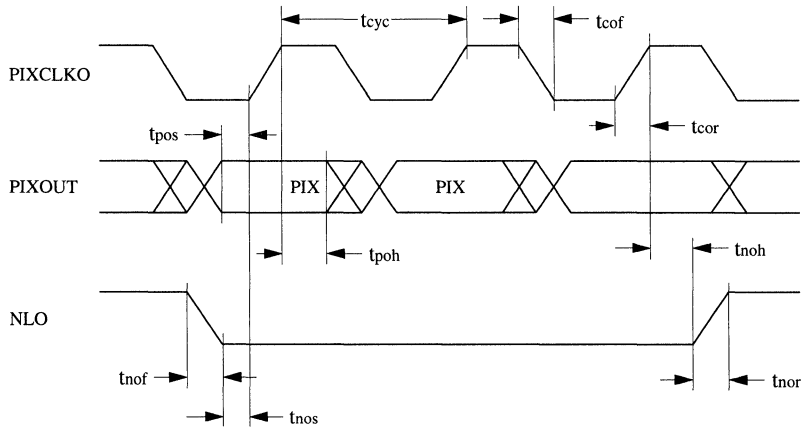 tcyc
tcof
PIXCLKO
tpos
tcor
PIXOUT
PIX
PIX
tpoh
tnoh
NLO
tnof
tnor
tnos